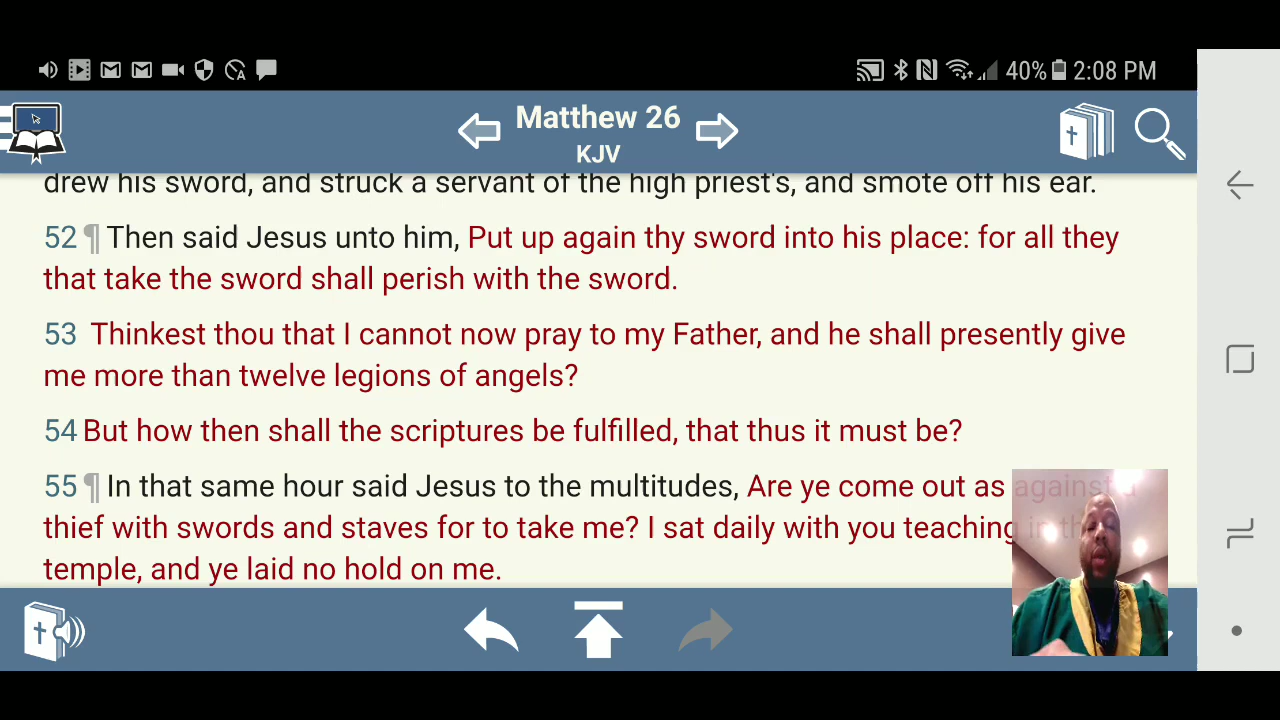 40% 2:08 PM
Matthew 26
KJV
drew his sword, and struck a servant of the high priest's, and smote off his ear.
52 ¶ Then said Jesus unto him, Put up again thy sword into his place: for all they
that take the sword shall perish with the sword.
53 Thinkest thou that I cannot now pray to my Father, and he shall presently give
me more than twelve legions of angels?
54 But how then shall the scriptures be fulfilled, that thus it must be?
55 ¶ In that same hour said Jesus to the multitudes, Are ye come out as against a
thief with swords and staves for to take me? I sat daily with you teaching in
temple, and ye laid no hold on me.